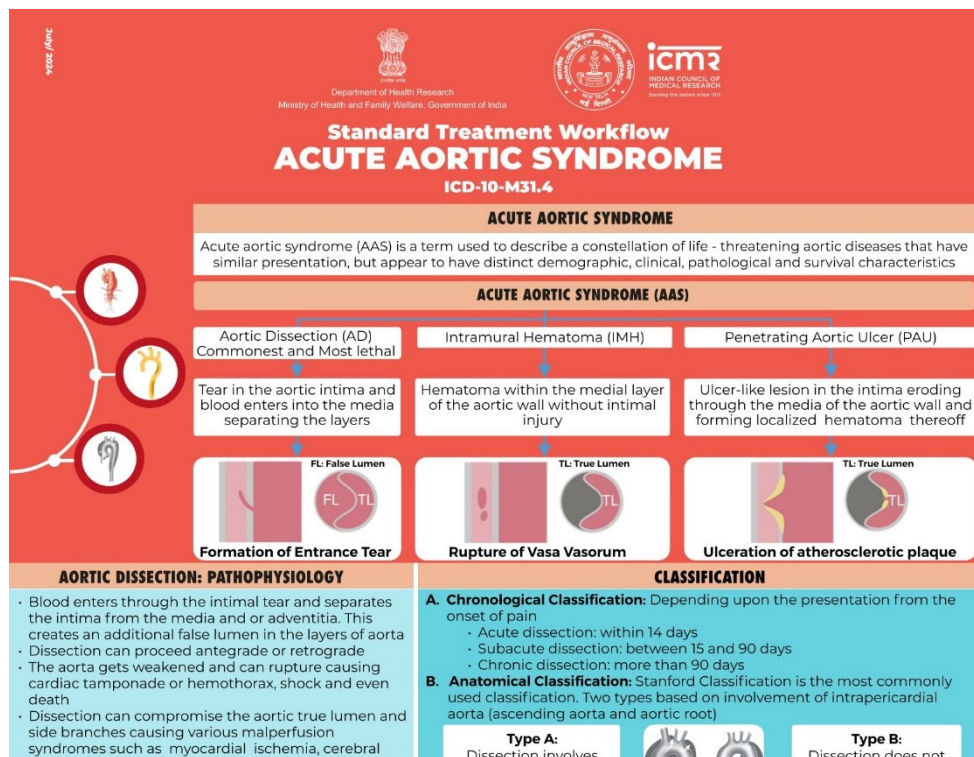 July/ 2024
Department of Health Research
Ministry of Health and Family Welfare, Government of India
icmr
INDIAN COUNCIL OF
MEDICAL RESEARCH
Serving the nation since 1911
INDIAN COUNCIL OF MEDICAL RESEARCH
NEW DELHI
Standard Treatment Workflow
ACUTE AORTIC SYNDROME
ICD-10-M31.4
ACUTE AORTIC SYNDROME
Acute aortic syndrome (AAS) is a term used to describe a constellation of life - threatening aortic diseases that have
similar presentation, but appear to have distinct demographic, clinical, pathological and survival characteristics
ACUTE AORTIC SYNDROME (AAS)
Aortic Dissection (AD)
Commonest and Most lethal
Tear in the aortic intima and
blood enters into the media
separating the layers
FL: False Lumen
FL
TL
Formation of Entrance Tear
Intramural Hematoma (IMH)
Hematoma within the medial layer
of the aortic wall without intimal
injury
TL: True Lumen
TL
Rupture of Vasa Vasorum
Penetrating Aortic Ulcer (PAU)
Ulcer-like lesion in the intima eroding
through the media of the aortic wall and
forming localized hematoma thereoff
TL: True Lumen
TL
Ulceration of atherosclerotic plaque
AORTIC DISSECTION: PATHOPHYSIOLOGY
• Blood enters through the intimal tear and separates
the intima from the media and or adventitia. This
creates an additional false lumen in the layers of aorta
• Dissection can proceed antegrade or retrograde
• The aorta gets weakened and can rupture causing
cardiac tamponade or hemothorax, shock and even
death
• Dissection can compromise the aortic true lumen and
side branches causing various malperfusion
syndromes such as myocardial ischemia, cerebral
CLASSIFICATION
A. Chronological Classification: Depending upon the presentation from the
onset of pain
• Acute dissection: within 14 days
• Subacute dissection: between 15 and 90 days
• Chronic dissection: more than 90 days
B. Anatomical Classification: Stanford Classification is the most commonly
used classification. Two types based on involvement of intrapericardial
aorta (ascending aorta and aortic root)
Type A:
Dissection involves
Type B:
Dissection does not